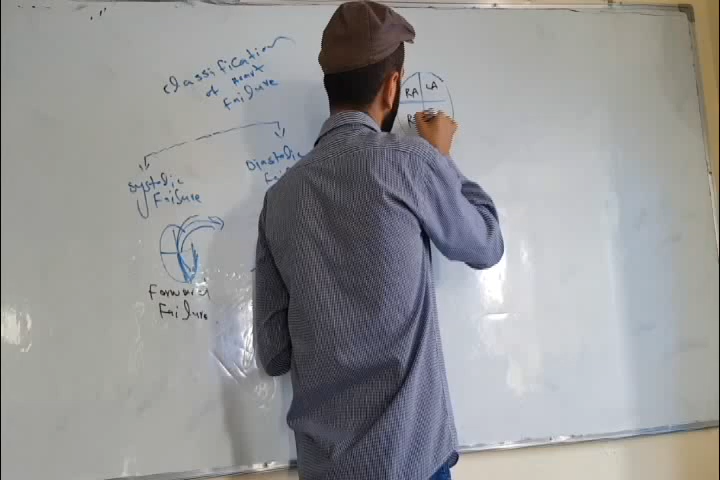 Classification
of Heart
Failure
Systolic
Failure
Diastolic
Forward
Failure
RA LA
R